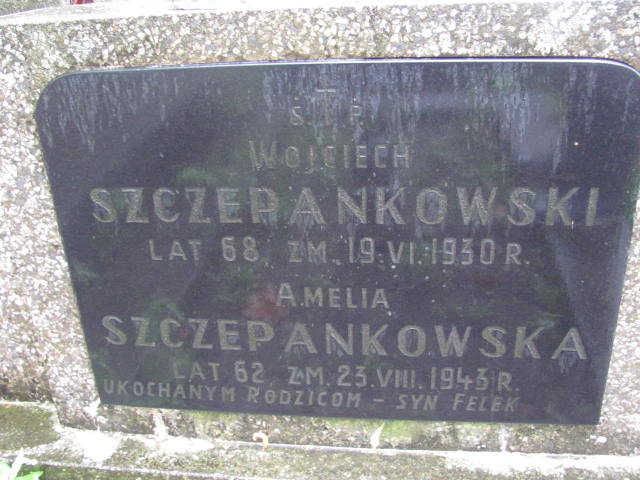 Ś † P.
WOJCIECH
SZCZEPANKOWSKI
LAT 68, ZM. 19.VI.1930 R.
AMELIA
SZCZEPANKOWSKA
LAT 62, ZM. 23.VIII.1943 R.
UKOCHANYM RODZICOM – SYN FELEK